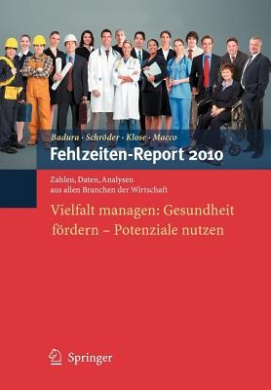 Badura · Schröder · Klose · Macco
Fehlzeiten-Report 2010
Zahlen, Daten, Analysen
aus allen Branchen der Wirtschaft
Vielfalt managen: Gesundheit
fördern – Potenziale nutzen
Springer